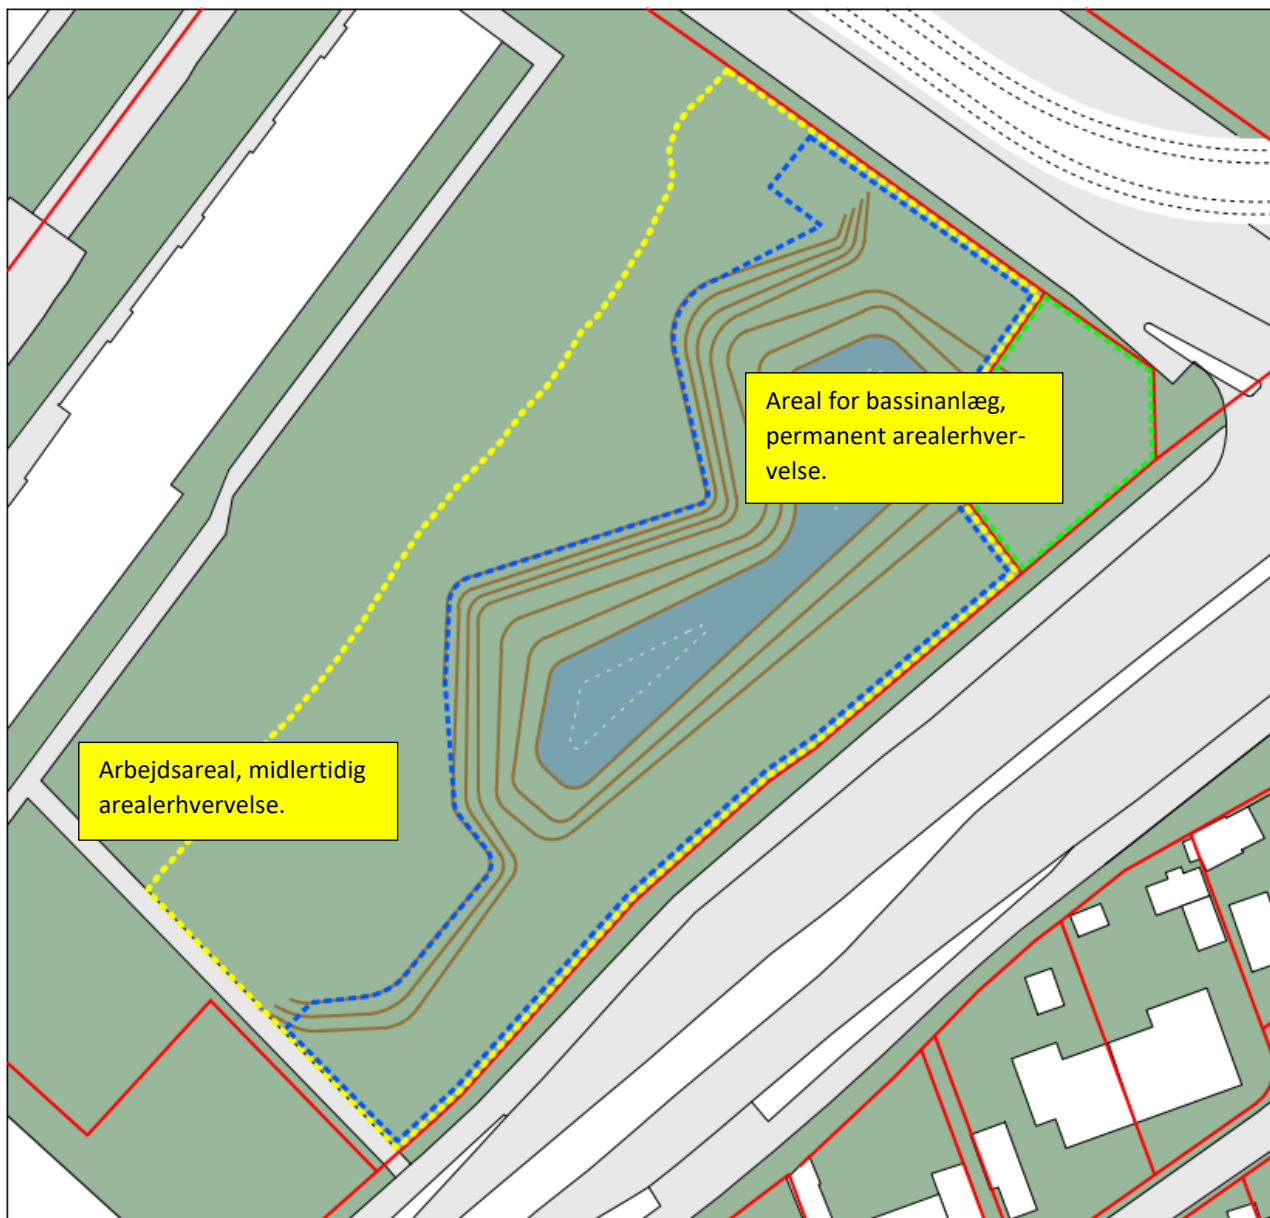 Areal for bassinanlæg,
permanent arealerhver-
velse.
Arbejdsareal, midlertidig
arealerhvervelse.